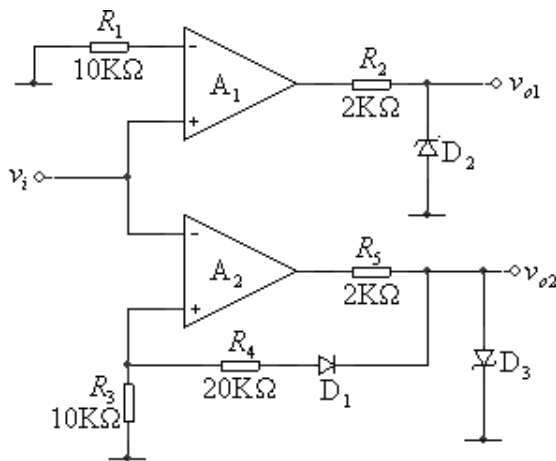 R₁
10KΩ
−
A₁
+
R₂
2KΩ
vₒ₁
D₂
vᵢ
−
A₂
+
R₅
2KΩ
vₒ₂
R₄
20KΩ
D₁
D₃
R₃
10KΩ